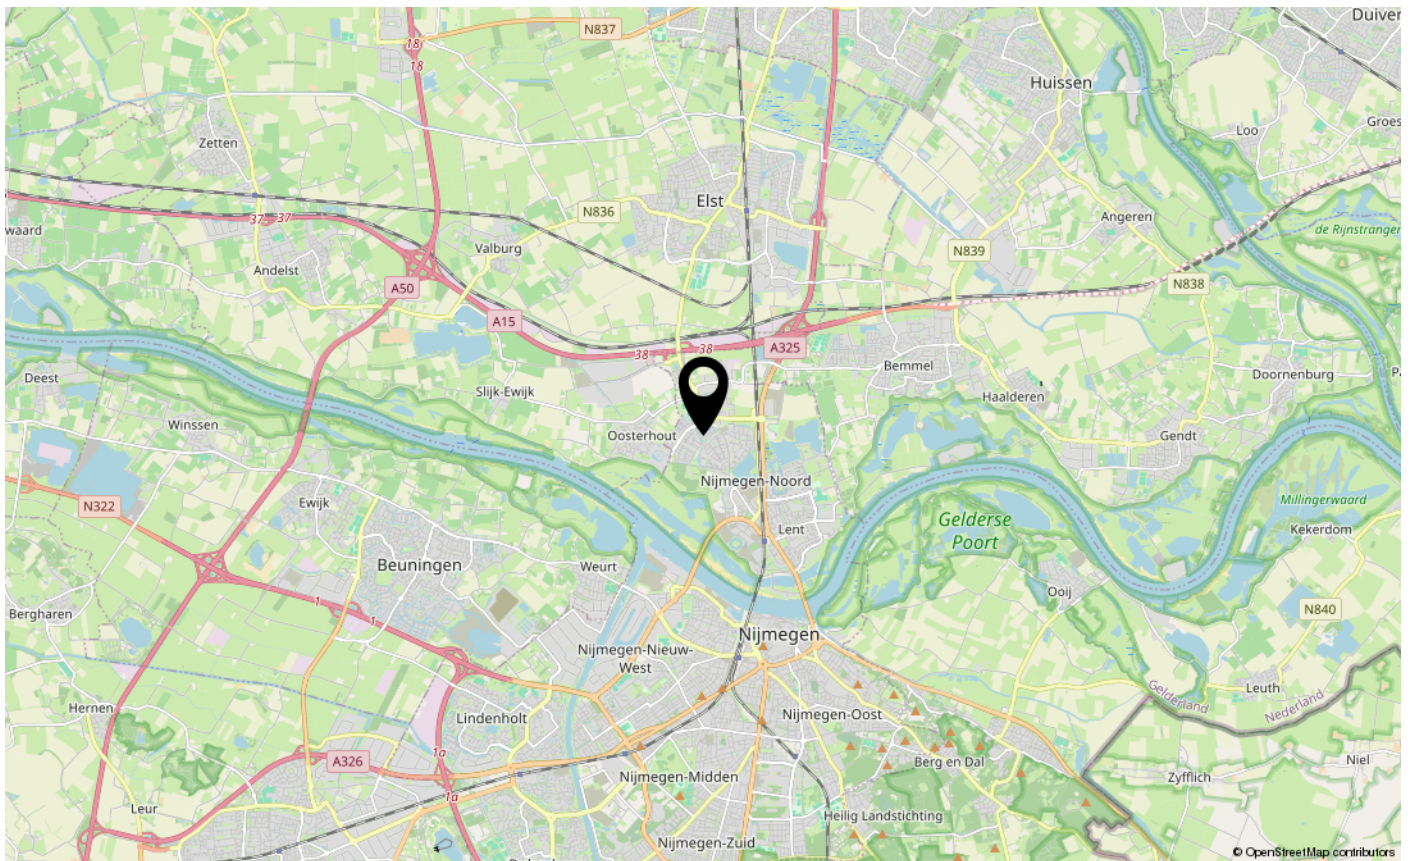 Duiven
N837
18
18
Huissen
Zetten
Loo
Groes
Elst
N836
37
37
Angeren
de Rijnstrangen
waard
Valburg
N839
Andelst
A50
N838
A15
38
38
A325
Bemmel
Deest
Slijk-Ewijk
Haalderen
Doornenburg
Winssen
Oosterhout
Gendt
Nijmegen-Noord
Millingerwaard
N322
Ewijk
Gelderse
Poort
Lent
Kekerdom
Beuningen
Weurt
Ooij
1
Bergharen
1
N840
Nijmegen
Nijmegen-Nieuw-
West
Gelderland
Leuth
Nederland
Hernen
Lindenholt
Nijmegen-Oost
1a
A326
Berg en Dal
Niel
Nijmegen-Midden
Zyfflich
1a
Leur
Heilig Landstichting
Nijmegen-Zuid
© OpenStreetMap contributors